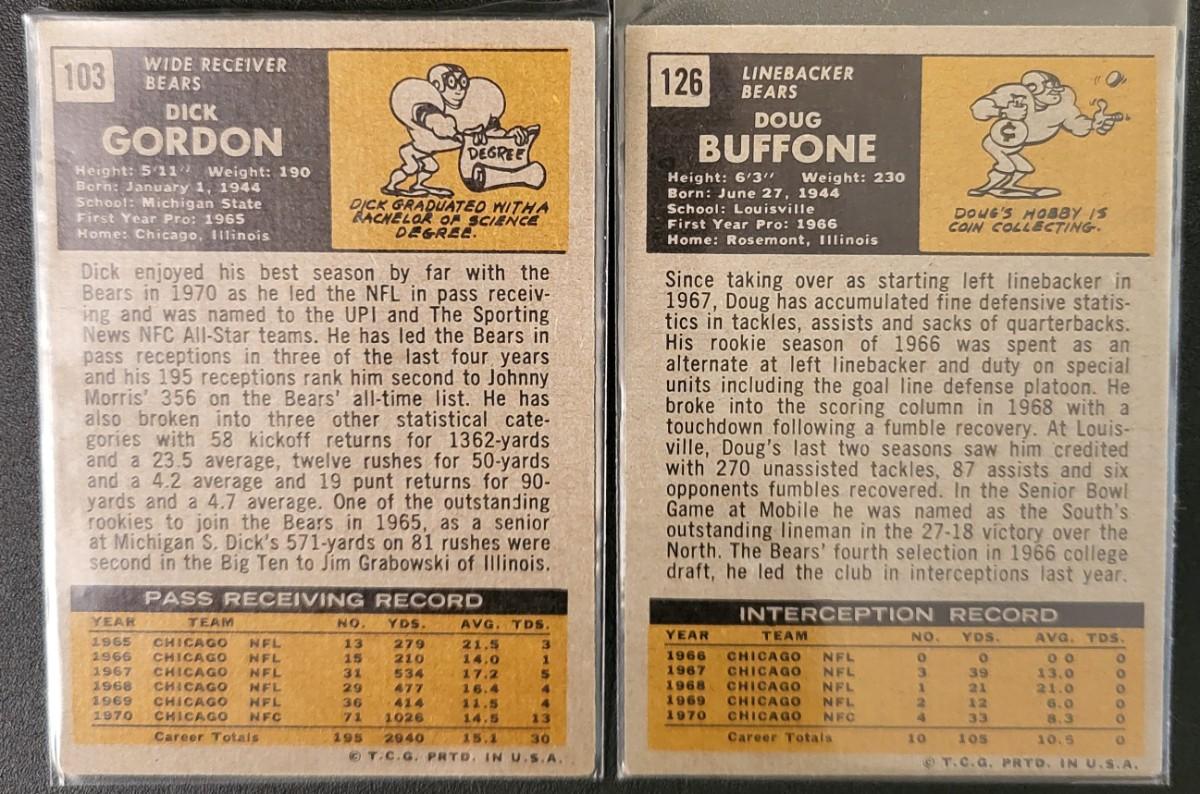 103
WIDE RECEIVER
BEARS
DICK
GORDON
Height: 5'11" Weight: 190
Born: January 1, 1944
School: Michigan State
First Year Pro: 1965
Home: Chicago, Illinois
DEGREE
DICK GRADUATED WITH A
BACHELOR OF SCIENCE
DEGREE.
Dick enjoyed his best season by far with the
Bears in 1970 as he led the NFL in pass receiv-
ing and was named to the UPI and The Sporting
News NFC All-Star teams. He has led the Bears in
pass receptions in three of the last four years
and his 195 receptions rank him second to Johnny
Morris' 356 on the Bears' all-time list. He has
also broken into three other statistical cate-
gories with 58 kickoff returns for 1362-yards
and a 23.5 average, twelve rushes for 50-yards
and a 4.2 average and 19 punt returns for 90-
yards and a 4.7 average. One of the outstanding
rookies to join the Bears in 1965, as a senior
at Michigan S. Dick's 571-yards on 81 rushes were
second in the Big Ten to Jim Grabowski of Illinois.
PASS RECEIVING RECORD
YEAR TEAM NO. YDS. AVG. TDS.
1965 CHICAGO NFL 13 279 21.5 3
1966 CHICAGO NFL 15 210 14.0 1
1967 CHICAGO NFL 31 534 17.2 5
1968 CHICAGO NFL 29 477 16.4 4
1969 CHICAGO NFL 36 414 11.5 4
1970 CHICAGO NFC 71 1026 14.5 13
Career Totals 195 2940 15.1 30
© T.C.G. PRTD. IN U.S.A.
126
LINEBACKER
BEARS
DOUG
BUFFONE
Height: 6'3" Weight: 230
Born: June 27, 1944
School: Louisville
First Year Pro: 1966
Home: Rosemont, Illinois
¢
DOUG'S HOBBY IS
COIN COLLECTING.
Since taking over as starting left linebacker in
1967, Doug has accumulated fine defensive statis-
tics in tackles, assists and sacks of quarterbacks.
His rookie season of 1966 was spent as an
alternate at left linebacker and duty on special
units including the goal line defense platoon. He
broke into the scoring column in 1968 with a
touchdown following a fumble recovery. At Louis-
ville, Doug's last two seasons saw him credited
with 270 unassisted tackles, 87 assists and six
opponents fumbles recovered. In the Senior Bowl
Game at Mobile he was named as the South's
outstanding lineman in the 27-18 victory over the
North. The Bears' fourth selection in 1966 college
draft, he led the club in interceptions last year.
INTERCEPTION RECORD
YEAR TEAM NO. YDS. AVG. TDS.
1966 CHICAGO NFL 0 0 0 0 0
1967 CHICAGO NFL 3 39 13.0 0
1968 CHICAGO NFL 1 21 21.0 0
1969 CHICAGO NFL 2 12 6.0 0
1970 CHICAGO NFC 4 33 8.3 0
Career Totals 10 105 10.5 0
© T.C.G. PRTD. IN U.S.A.